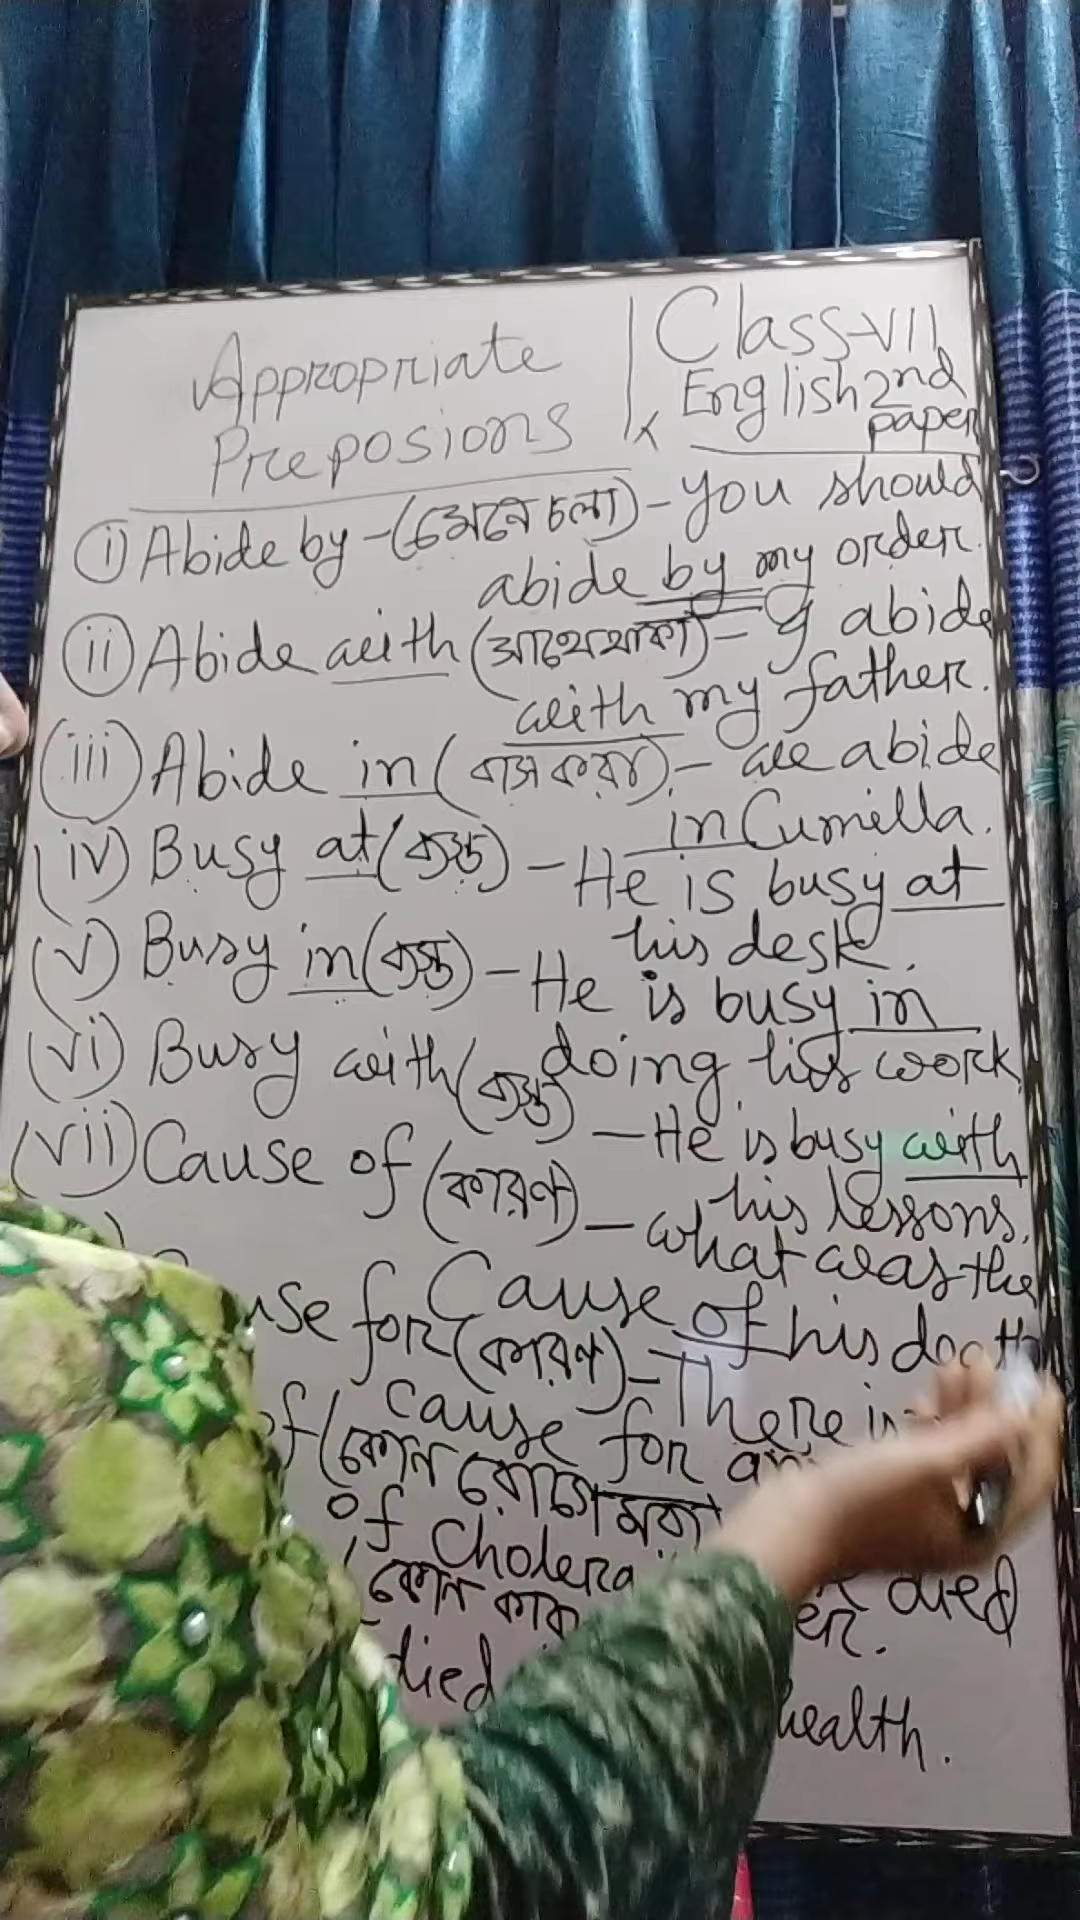 Appropriate
Preposions
Class-VII
English 2nd
paper
(i) Abide by -(মেনে চলা) - you should
abide by my order.
(ii) Abide with (সাথে থাকা) - I abide
with my father.
(iii) Abide in (বাস করা) - we abide
in Cumilla.
(iv) Busy at (ব্যস্ত) - He is busy at
his desk.
(v) Busy in (ব্যস্ত) - He is busy in
doing his work.
(vi) Busy with (ব্যস্ত) - He is busy with
his lessons.
(vii) Cause of (কারণ) - what was the
Cause of his death
for (কারণ) - There is
Cause for
of (কোন রোগে মরা)
of Cholera
(কোন
died
died
health.